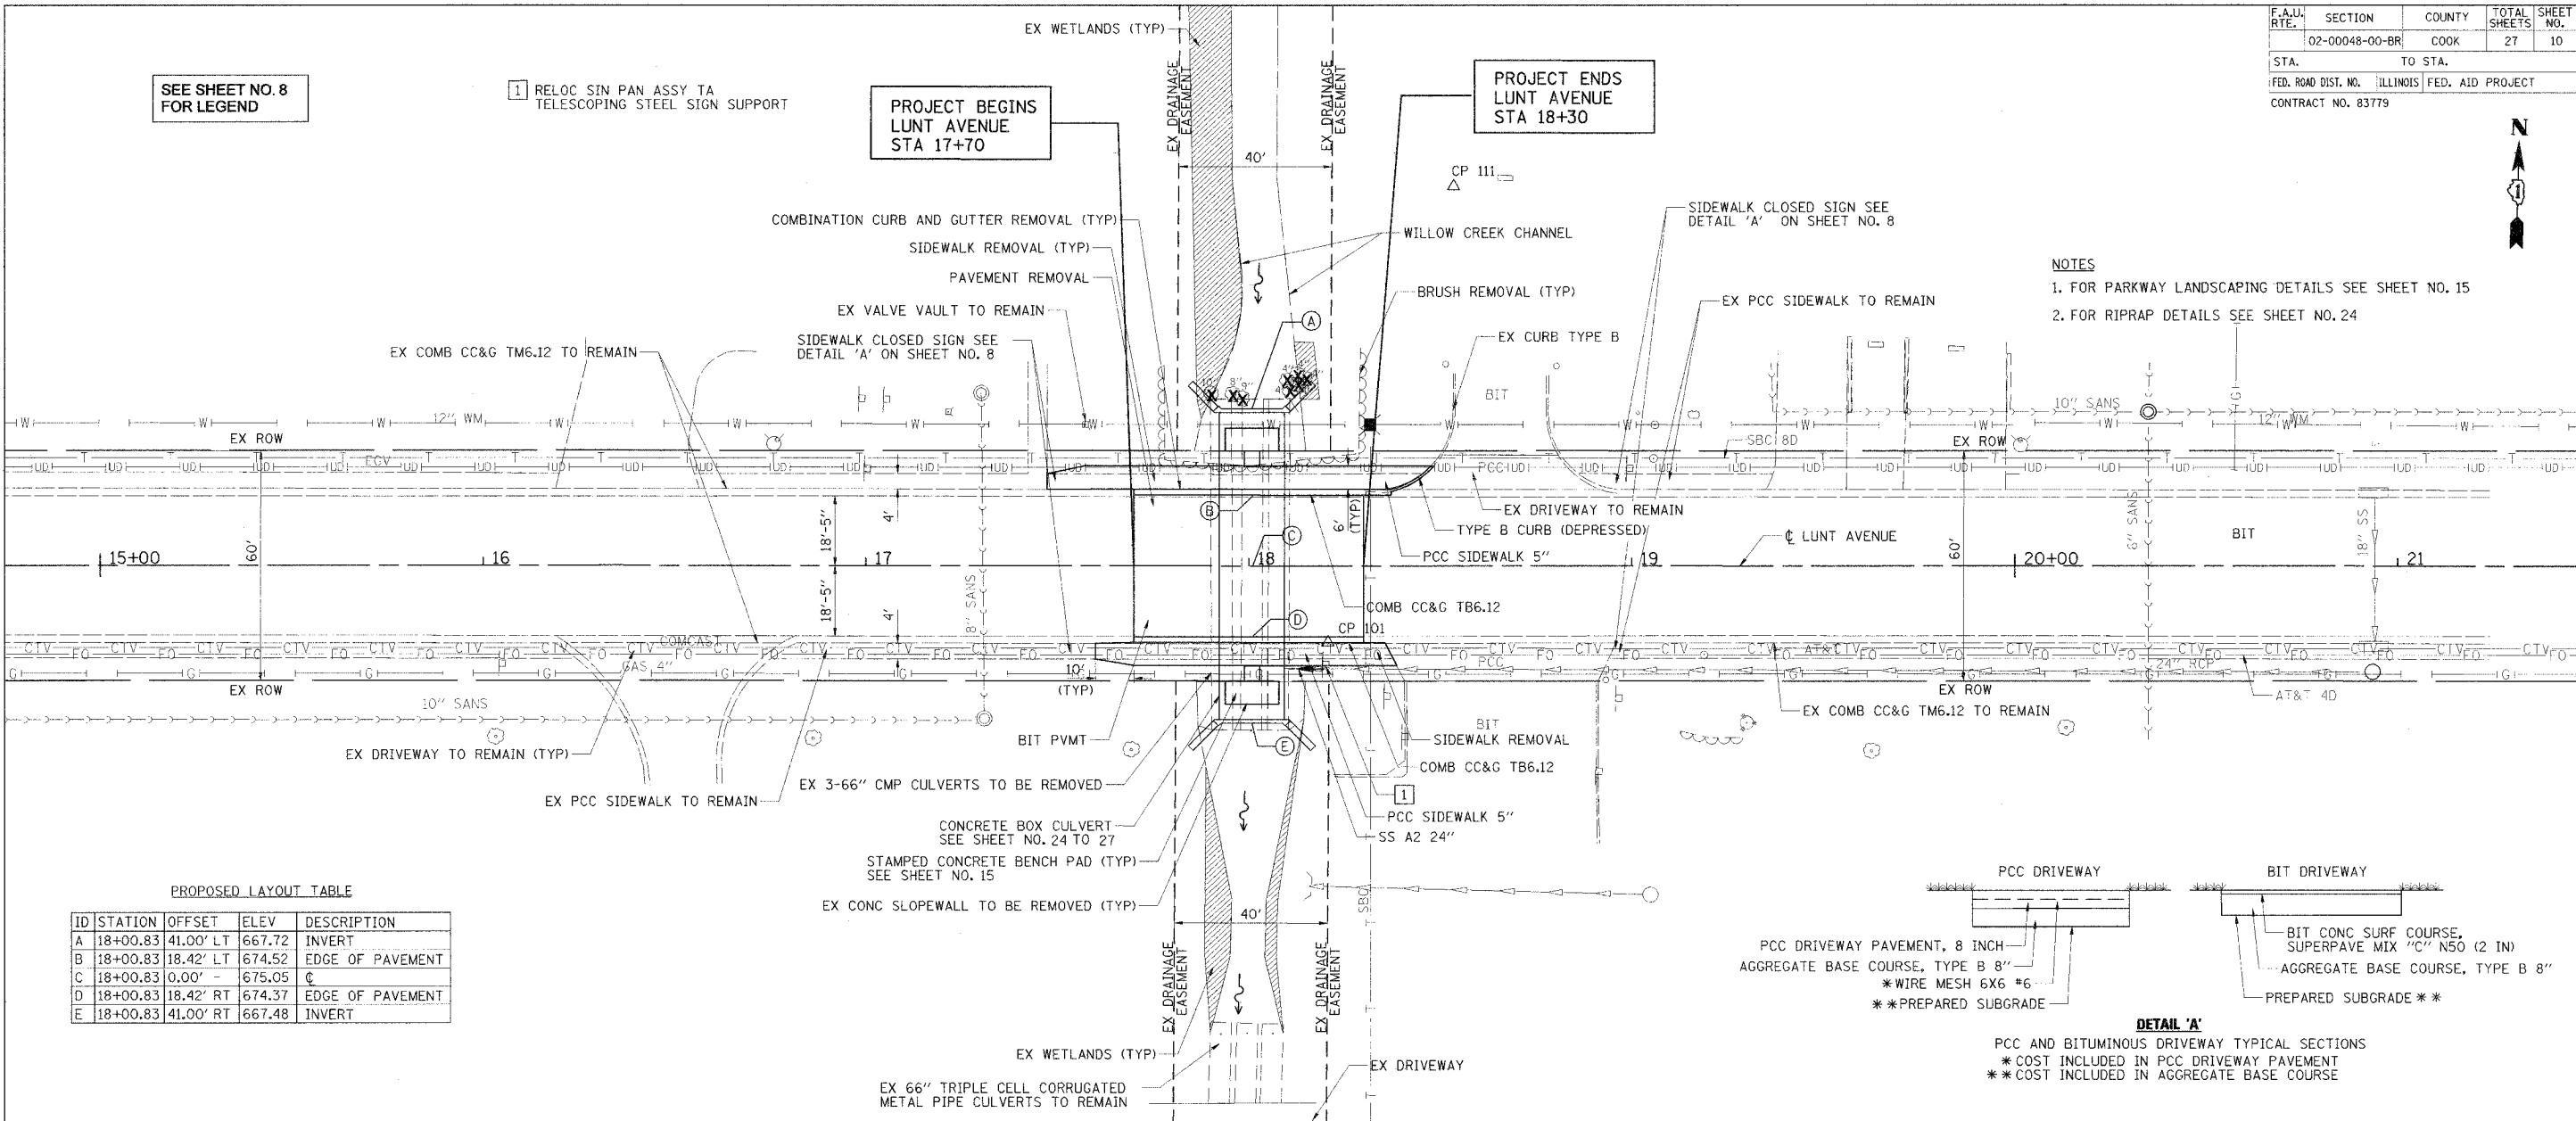 F.A.U. RTE. SECTION COUNTY TOTAL SHEETS SHEET NO.
02-00048-00-BR COOK 27 10
STA. TO STA.
FED. ROAD DIST. NO. ILLINOIS FED. AID PROJECT
CONTRACT NO. 83779
N
1
SEE SHEET NO. 8
FOR LEGEND
1 RELOC SIN PAN ASSY TA
TELESCOPING STEEL SIGN SUPPORT
EX WETLANDS (TYP)
PROJECT BEGINS
LUNT AVENUE
STA 17+70
EX DRAINAGE
EASEMENT
40'
EX DRAINAGE
EASEMENT
PROJECT ENDS
LUNT AVENUE
STA 18+30
CP 111
COMBINATION CURB AND GUTTER REMOVAL (TYP)
SIDEWALK REMOVAL (TYP)
PAVEMENT REMOVAL
EX VALVE VAULT TO REMAIN
SIDEWALK CLOSED SIGN SEE
DETAIL 'A' ON SHEET NO. 8
EX COMB CC&G TM6.12 TO REMAIN
WILLOW CREEK CHANNEL
BRUSH REMOVAL (TYP)
EX CURB TYPE B
SIDEWALK CLOSED SIGN SEE
DETAIL 'A' ON SHEET NO. 8
EX PCC SIDEWALK TO REMAIN
NOTES
1. FOR PARKWAY LANDSCAPING DETAILS SEE SHEET NO. 15
2. FOR RIPRAP DETAILS SEE SHEET NO. 24
A
BIT
10" SANS
12" WM
12" WM
EX ROW
EX ROW
SBC 8D
PCC
EX DRIVEWAY TO REMAIN
TYPE B CURB (DEPRESSED)
PCC SIDEWALK 5"
℄ LUNT AVENUE
BIT
6" SANS
18" SS
60'
18'-5"
4'
B
C
6'
(TYP)
15+00
16
17
18
19
20+00
21
60'
18'-5"
4'
8" SANS
COMB CC&G TB6.12
D
CP 101
COMCAST
GAS 4"
10'
(TYP)
PCC
AT&T
24" RCP
EX ROW
EX ROW
AT&T 4D
10" SANS
EX COMB CC&G TM6.12 TO REMAIN
BIT
EX DRIVEWAY TO REMAIN (TYP)
BIT PVMT
E
SIDEWALK REMOVAL
COMB CC&G TB6.12
EX PCC SIDEWALK TO REMAIN
EX 3-66" CMP CULVERTS TO BE REMOVED
1
PCC SIDEWALK 5"
SS A2 24"
CONCRETE BOX CULVERT
SEE SHEET NO. 24 TO 27
STAMPED CONCRETE BENCH PAD (TYP)
SEE SHEET NO. 15
EX CONC SLOPEWALL TO BE REMOVED (TYP)
SBC
40'
EX DRAINAGE
EASEMENT
EX DRAINAGE
EASEMENT
EX WETLANDS (TYP)
EX DRIVEWAY
EX 66" TRIPLE CELL CORRUGATED
METAL PIPE CULVERTS TO REMAIN
PROPOSED LAYOUT TABLE
ID STATION OFFSET ELEV DESCRIPTION
A 18+00.83 41.00' LT 667.72 INVERT
B 18+00.83 18.42' LT 674.52 EDGE OF PAVEMENT
C 18+00.83 0.00' - 675.05 ℄
D 18+00.83 18.42' RT 674.37 EDGE OF PAVEMENT
E 18+00.83 41.00' RT 667.48 INVERT
PCC DRIVEWAY
BIT DRIVEWAY
PCC DRIVEWAY PAVEMENT, 8 INCH
AGGREGATE BASE COURSE, TYPE B 8"
*WIRE MESH 6X6 #6
**PREPARED SUBGRADE
BIT CONC SURF COURSE,
SUPERPAVE MIX "C" N50 (2 IN)
AGGREGATE BASE COURSE, TYPE B 8"
PREPARED SUBGRADE **
DETAIL 'A'
PCC AND BITUMINOUS DRIVEWAY TYPICAL SECTIONS
* COST INCLUDED IN PCC DRIVEWAY PAVEMENT
** COST INCLUDED IN AGGREGATE BASE COURSE